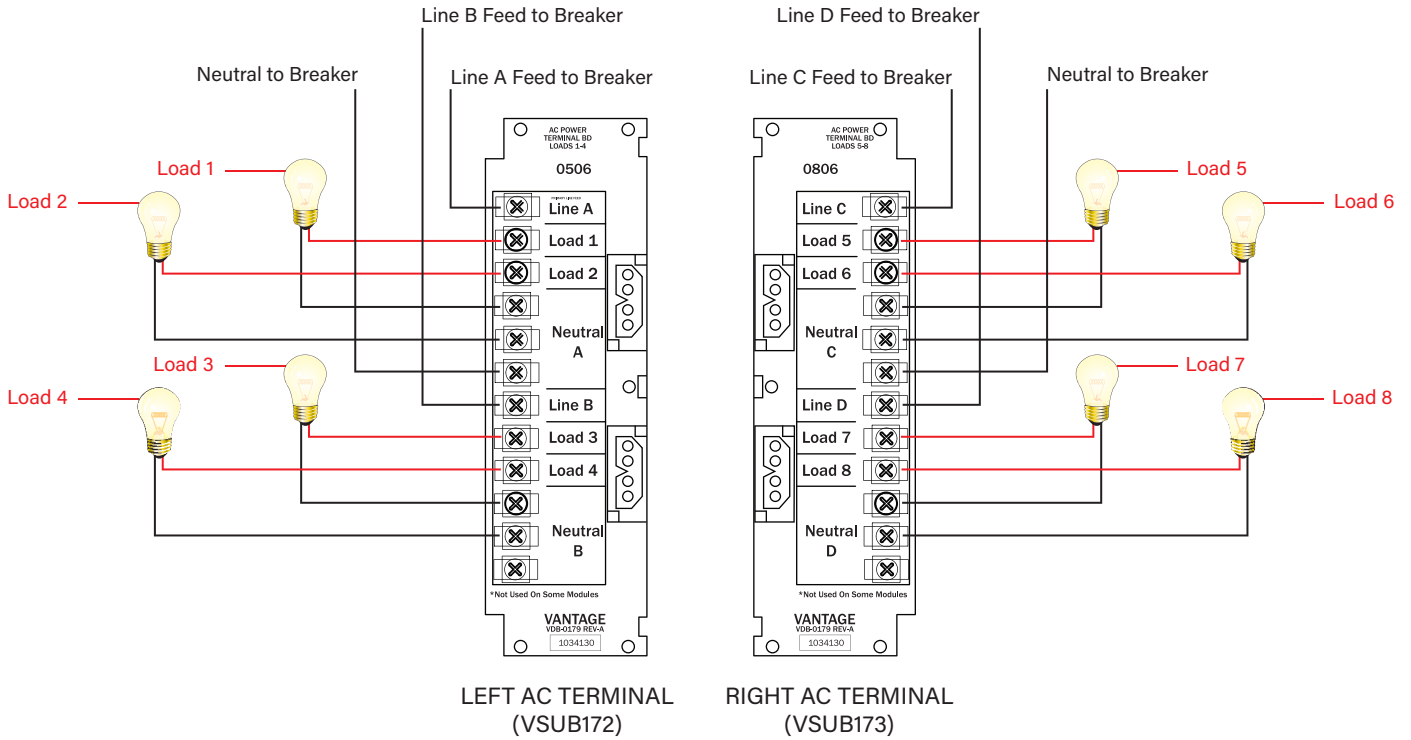 Line B Feed to Breaker
Line D Feed to Breaker
Neutral to Breaker
Line A Feed to Breaker
Line C Feed to Breaker
Neutral to Breaker
Load 1
Load 2
Load 3
Load 4
AC POWER
TERMINAL BD
LOADS 1-4
0506
Line A
Load 1
Load 2
Neutral
A
Line B
Load 3
Load 4
Neutral
B
*Not Used On Some Modules
VANTAGE
VDB-0179 REV-A
1034130
LEFT AC TERMINAL
(VSUB172)
AC POWER
TERMINAL BD
LOADS 5-8
0806
Line C
Load 5
Load 6
Neutral
C
Line D
Load 7
Load 8
Neutral
D
*Not Used On Some Modules
VANTAGE
VDB-0179 REV-A
1034130
RIGHT AC TERMINAL
(VSUB173)
Load 5
Load 6
Load 7
Load 8